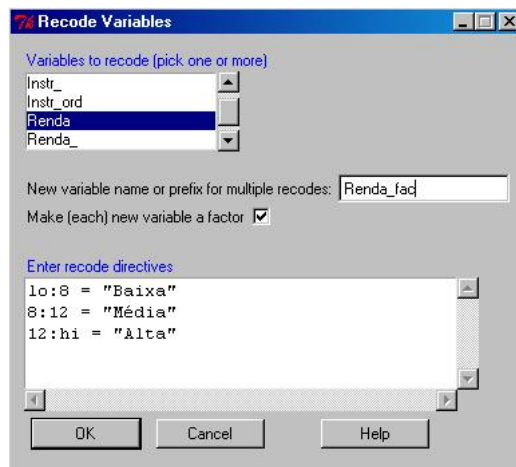 Recode Variables
Variables to recode (pick one or more)
Instr_
Instr_ord
Renda
Renda_
New variable name or prefix for multiple recodes: Renda_fac
Make (each) new variable a factor
Enter recode directives
lo:8 = "Baixa"
8:12 = "Média"
12:hi = "Alta"
OK Cancel Help